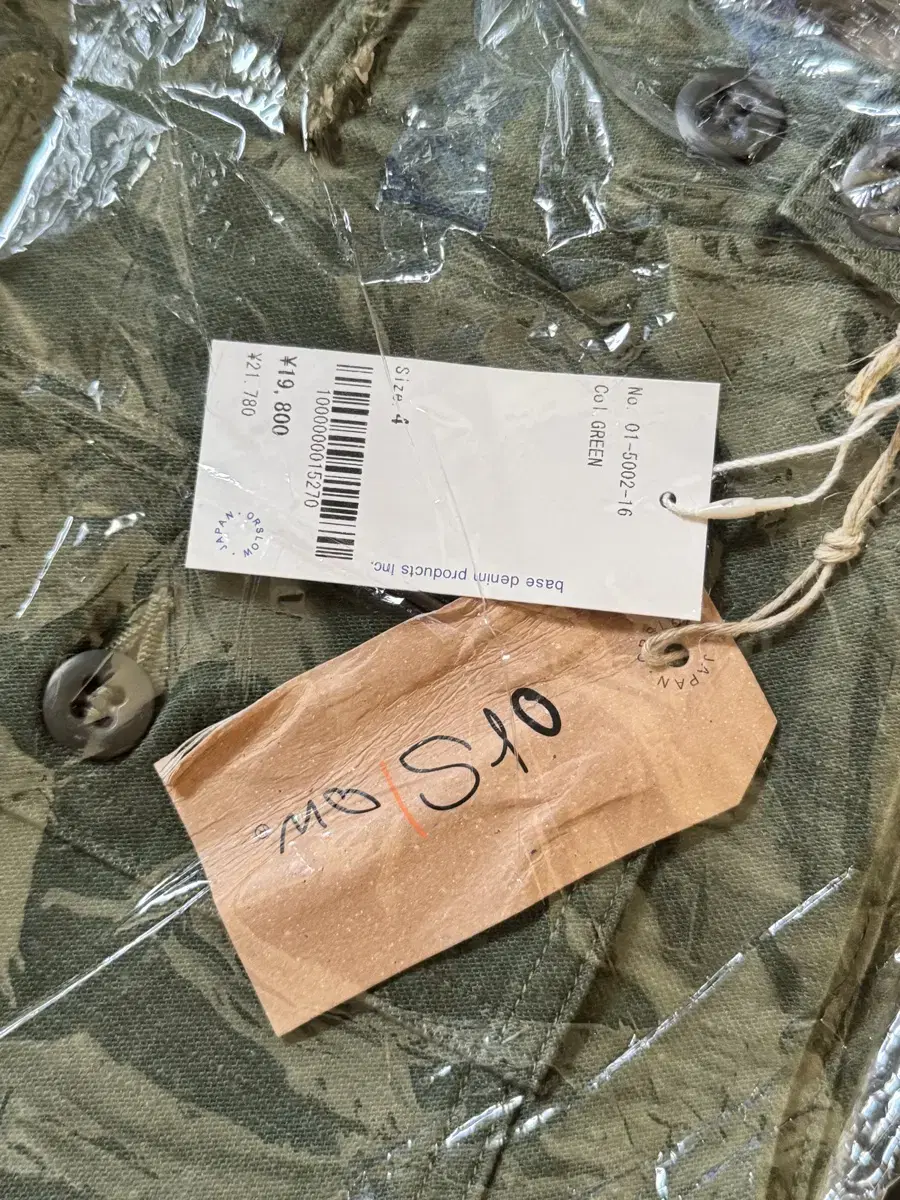 No. 01-5002-16
Col. GREEN
Size. 4
1000000015270
¥19,800
¥21,780
base denim products Inc.
ORSLOW. JAPAN.
orSlow
JAPAN